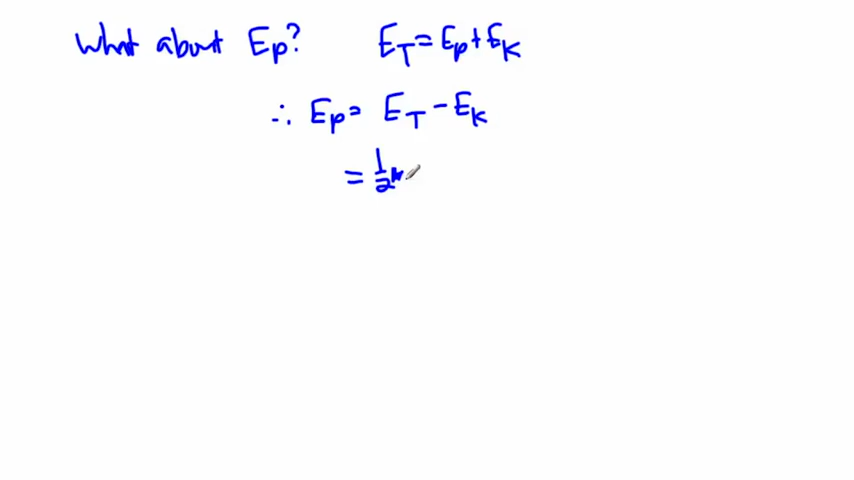 What about Ep? ET = Ep + EK
∴ Ep = ET - EK
= 1/2